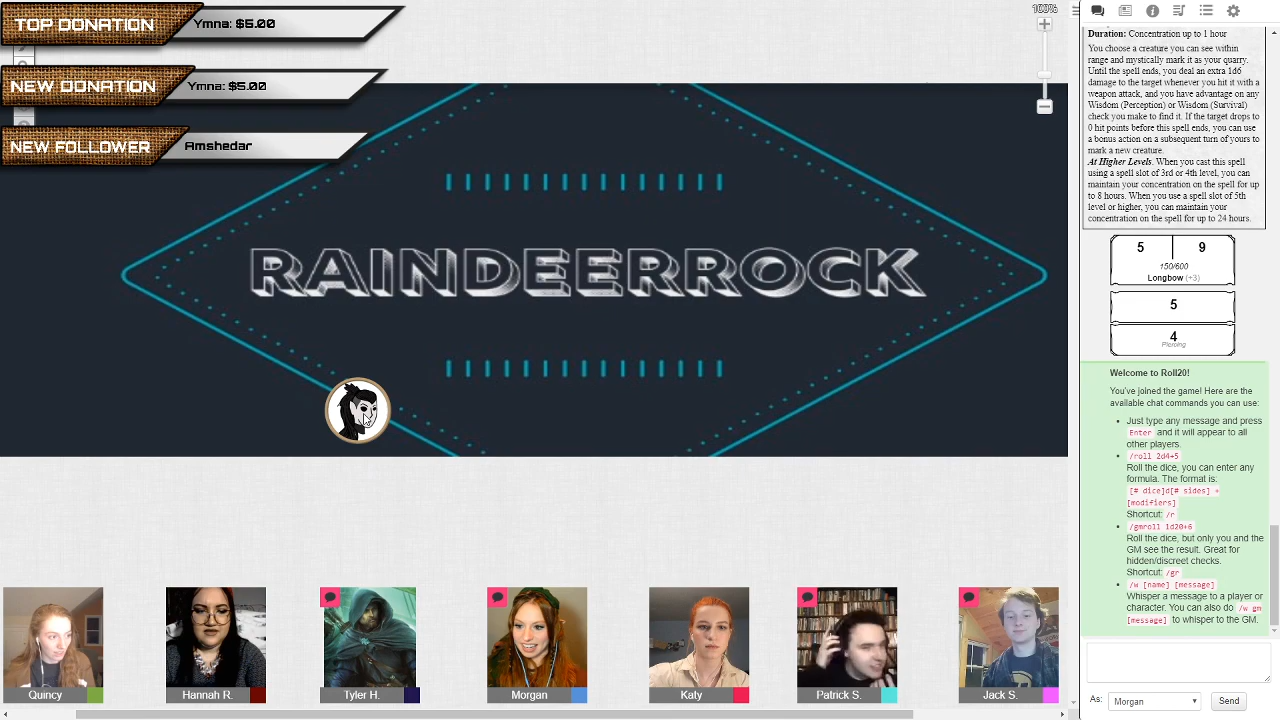 TOP DONATION
Ymna: $5.00
NEW DONATION
Ymna: $5.00
NEW FOLLOWER
Amshedar
RAINDEERROCK
100%
Duration: Concentration up to 1 hour
You choose a creature you can see within
range and mystically mark it as your quarry.
Until the spell ends, you deal an extra 1d6
damage to the target whenever you hit it with a
weapon attack, and you have advantage on any
Wisdom (Perception) or Wisdom (Survival)
check you make to find it. If the target drops to
0 hit points before this spell ends, you can use
a bonus action on a subsequent turn of yours to
mark a new creature.
At Higher Levels. When you cast this spell
using a spell slot of 3rd or 4th level, you can
maintain your concentration on the spell for up
to 8 hours. When you use a spell slot of 5th
level or higher, you can maintain your
concentration on the spell for up to 24 hours.
5 9
150/600
Longbow (+3)
5
4
Piercing
Welcome to Roll20!
You've joined the game! Here are the
available chat commands you can use:
Just type any message and press
Enter and it will appear to all
other players.
/roll 2d4+5
Roll the dice, you can enter any
formula. The format is:
[# dice]d[# sides] +
[modifiers]
Shortcut: /r
/gmroll 1d20+6
Roll the dice, but only you and the
GM see the result. Great for
hidden/discreet checks.
Shortcut: /gr
/w [name] [message]
Whisper a message to a player or
character. You can also do /w gm
[message] to whisper to the GM.
As: Morgan Send
Quincy
Hannah R.
Tyler H.
Morgan
Katy
Patrick S.
Jack S.